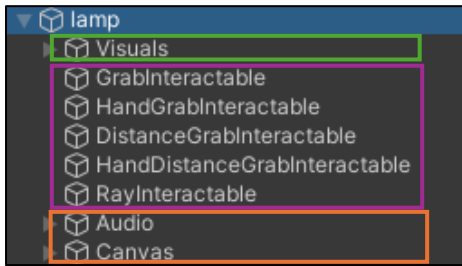 lamp
Visuals
GrabInteractable
HandGrabInteractable
DistanceGrabInteractable
HandDistanceGrabInteractable
RayInteractable
Audio
Canvas